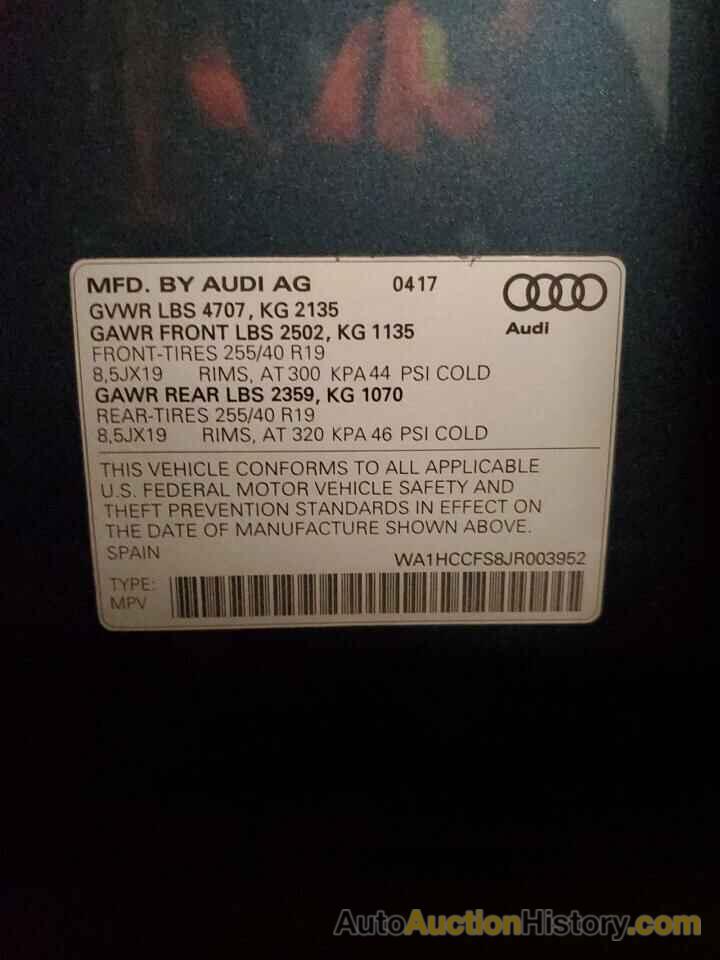 MFD. BY AUDI AG 0417
GVWR LBS 4707, KG 2135
GAWR FRONT LBS 2502, KG 1135
Audi
FRONT-TIRES 255/40 R19
8,5JX19 RIMS, AT 300 KPA 44 PSI COLD
GAWR REAR LBS 2359, KG 1070
REAR-TIRES 255/40 R19
8,5JX19 RIMS, AT 320 KPA 46 PSI COLD
THIS VEHICLE CONFORMS TO ALL APPLICABLE
U.S. FEDERAL MOTOR VEHICLE SAFETY AND
THEFT PREVENTION STANDARDS IN EFFECT ON
THE DATE OF MANUFACTURE SHOWN ABOVE.
SPAIN WA1HCCFS8JR003952
TYPE:
MPV
AutoAuctionHistory.com